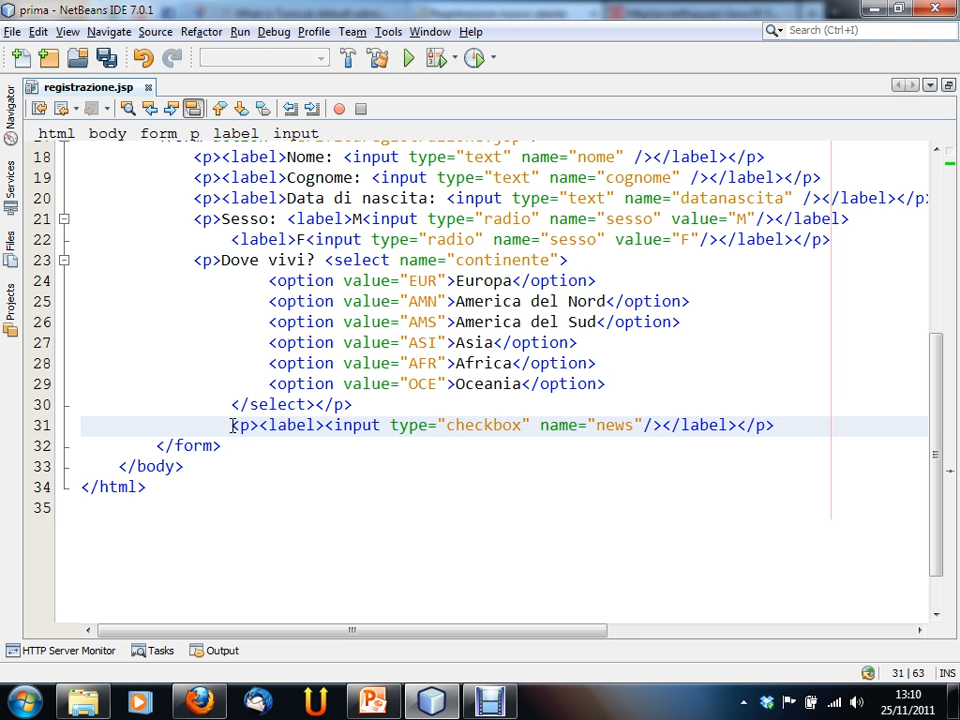 prima - NetBeans IDE 7.0.1
File Edit View Navigate Source Refactor Run Debug Profile Team Tools Window Help
Search (Ctrl+I)
registrazione.jsp
html body form p label input
18 <p><label>Nome: <input type="text" name="nome" /></label></p>
19 <p><label>Cognome: <input type="text" name="cognome" /></label></p>
20 <p><label>Data di nascita: <input type="text" name="datanascita" /></label></p>
21 <p>Sesso: <label>M<input type="radio" name="sesso" value="M"/></label>
22 <label>F<input type="radio" name="sesso" value="F"/></label></p>
23 <p>Dove vivi? <select name="continente">
24 <option value="EUR">Europa</option>
25 <option value="AMN">America del Nord</option>
26 <option value="AMS">America del Sud</option>
27 <option value="ASI">Asia</option>
28 <option value="AFR">Africa</option>
29 <option value="OCE">Oceania</option>
30 </select></p>
31 <p><label><input type="checkbox" name="news"/></label></p>
32 </form>
33 </body>
34 </html>
35
Navigator
Services
Files
Projects
HTTP Server Monitor Tasks Output
31 | 63 INS
13:10
25/11/2011